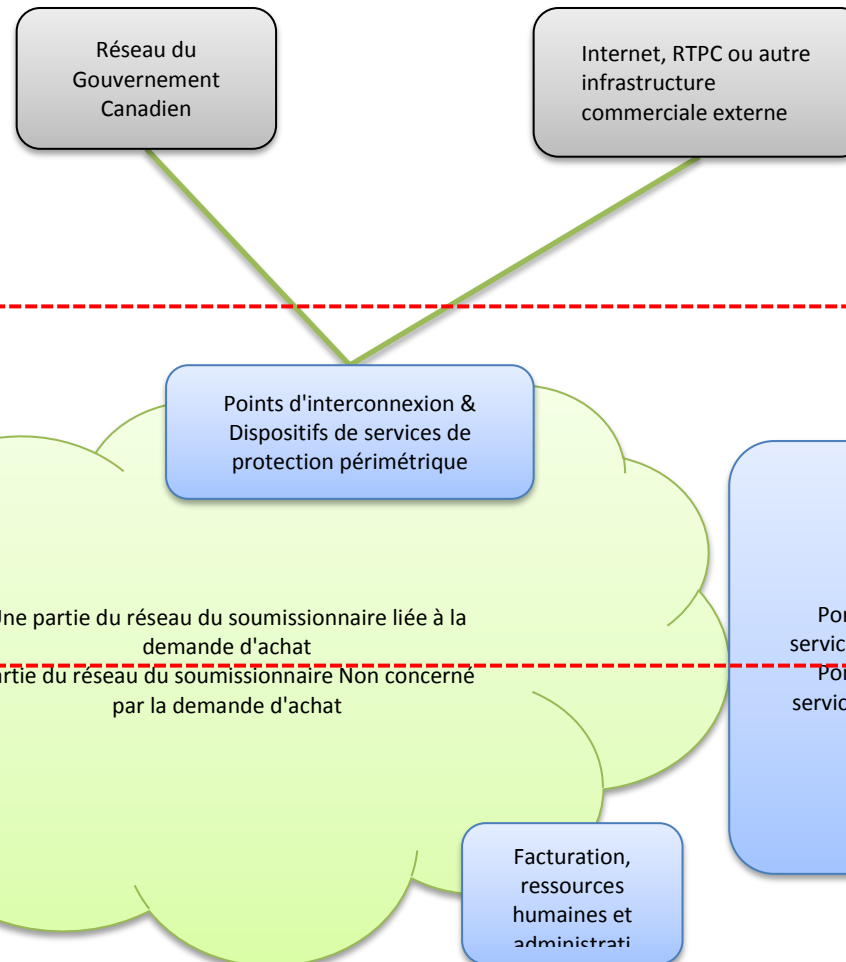 Réseau du
Gouvernement
Canadien
Internet, RTPC ou autre
infrastructure
commerciale externe
Points d'interconnexion &
Dispositifs de services de
protection périmétrique
Une partie du réseau du soumissionnaire liée à la
demande d'achat
partie du réseau du soumissionnaire Non concerné
par la demande d'achat
Facturation,
ressources
humaines et